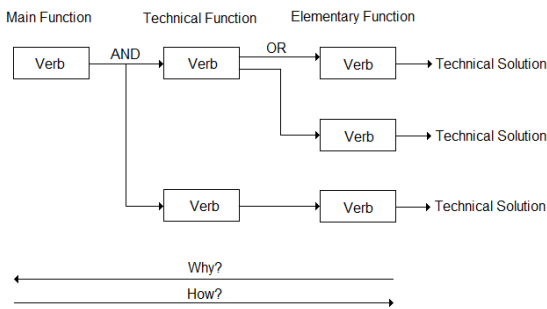 Main Function
Technical Function
Elementary Function
AND
OR
Verb
Verb
Verb
Technical Solution
Verb
Technical Solution
Verb
Verb
Technical Solution
Why?
How?